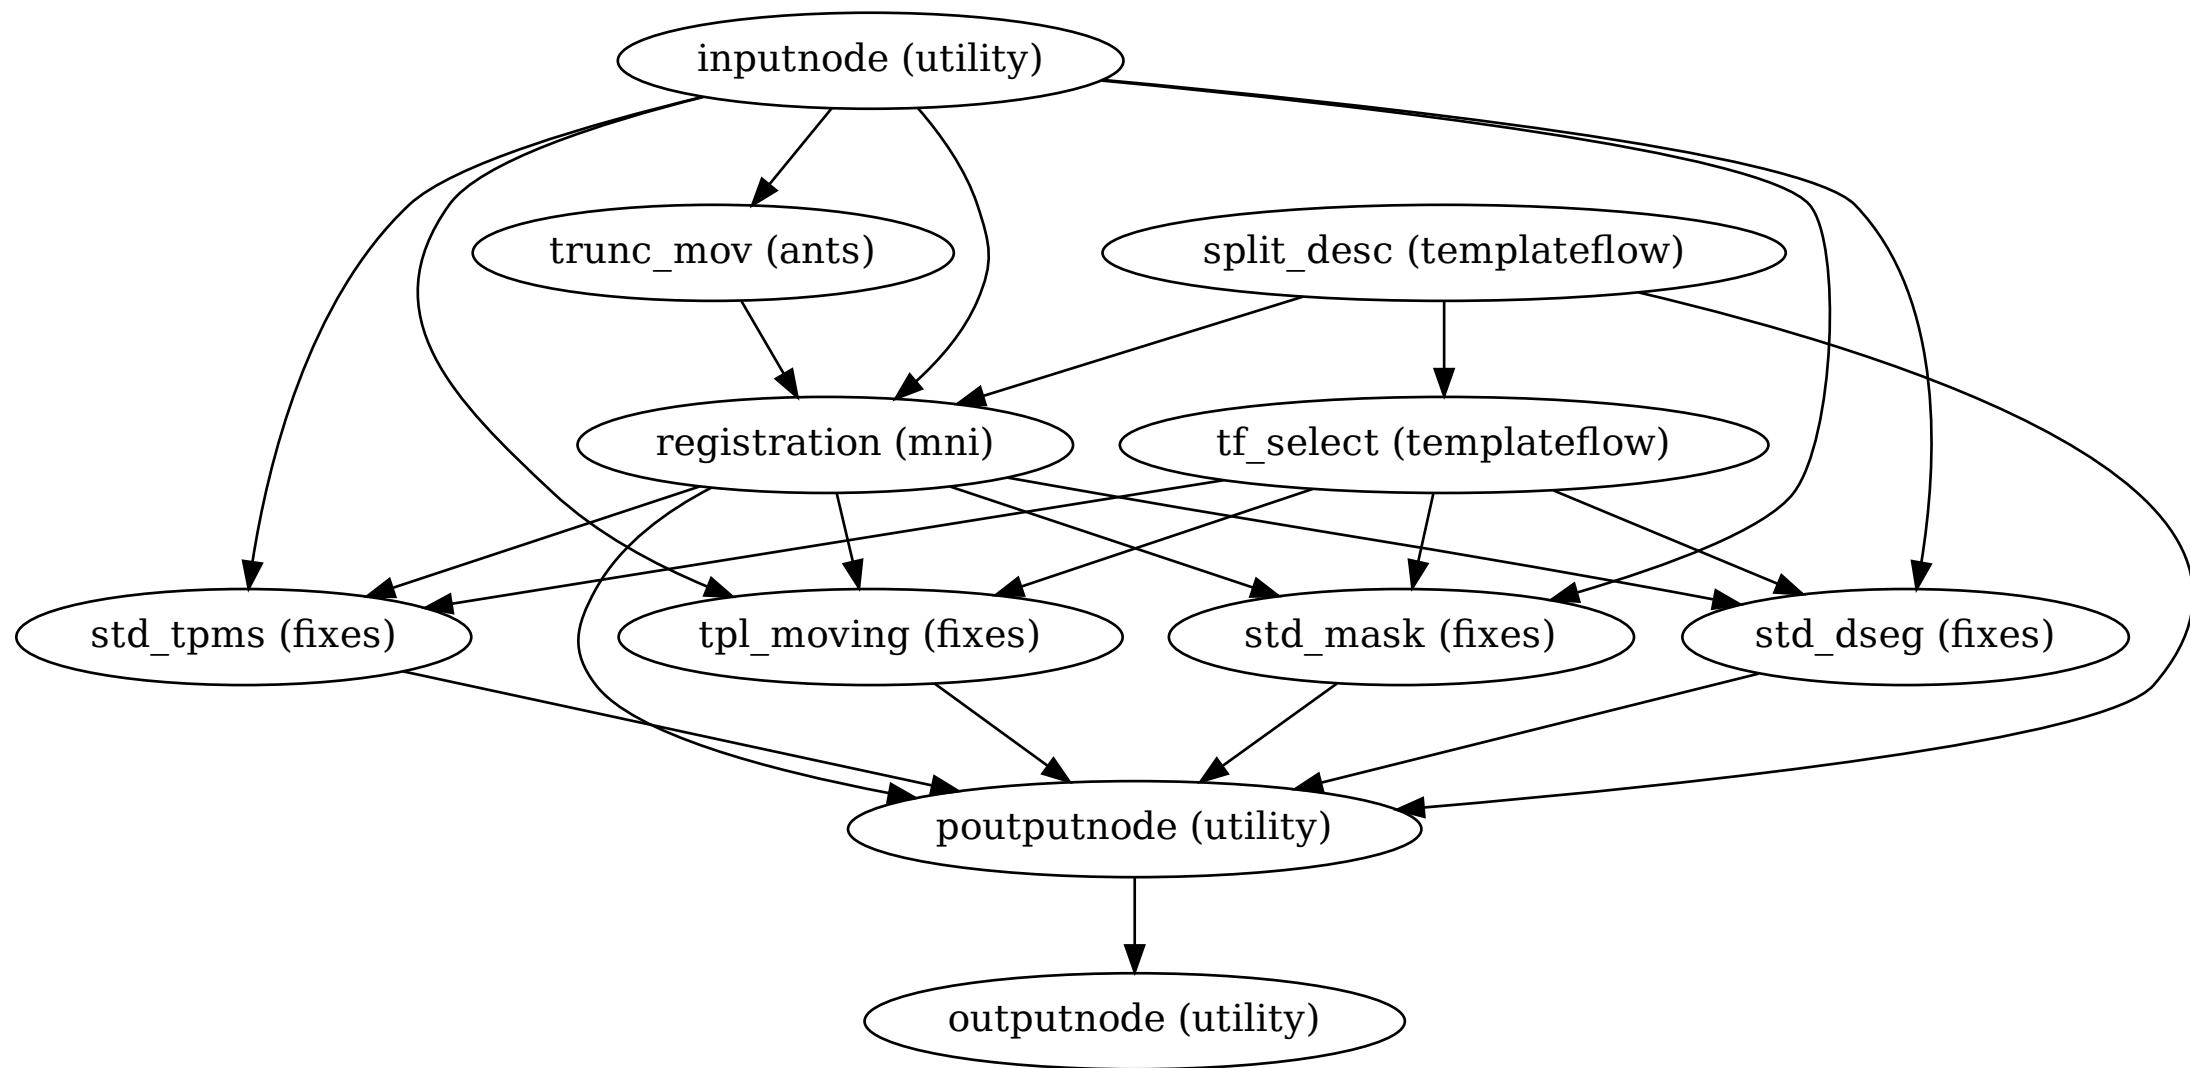 inputnode (utility)
trunc_mov (ants)
split_desc (templateflow)
registration (mni)
tf_select (templateflow)
std_tpms (fixes)
tpl_moving (fixes)
std_mask (fixes)
std_dseg (fixes)
poutputnode (utility)
outputnode (utility)